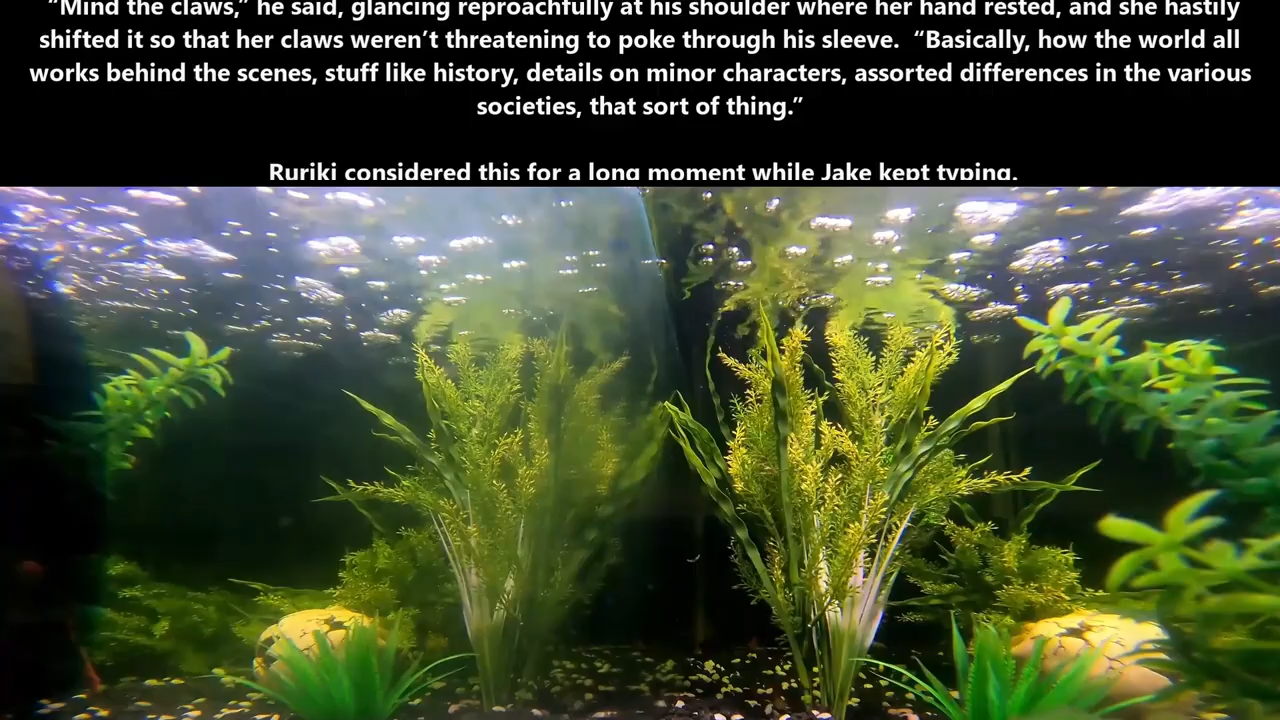 “Mind the claws,” he said, glancing reproachfully at his shoulder where her hand rested, and she hastily
shifted it so that her claws weren’t threatening to poke through his sleeve.  “Basically, how the world all
works behind the scenes, stuff like history, details on minor characters, assorted differences in the various
societies, that sort of thing.”
Ruriki considered this for a long moment while Jake kept typing.